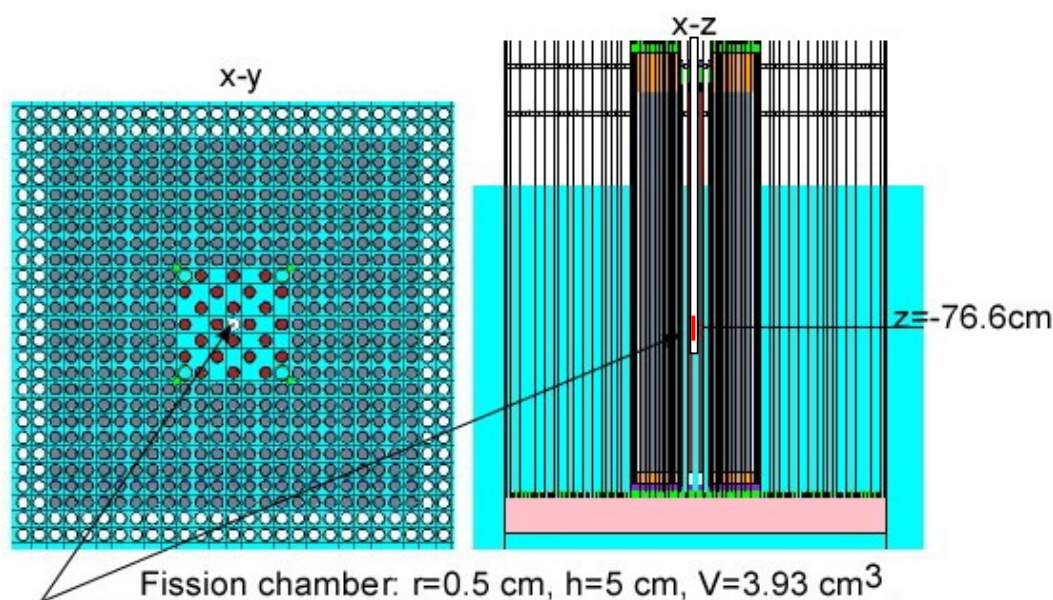 x-y
x-z
z=-76.6cm
Fission chamber: r=0.5 cm, h=5 cm, V=3.93 cm3